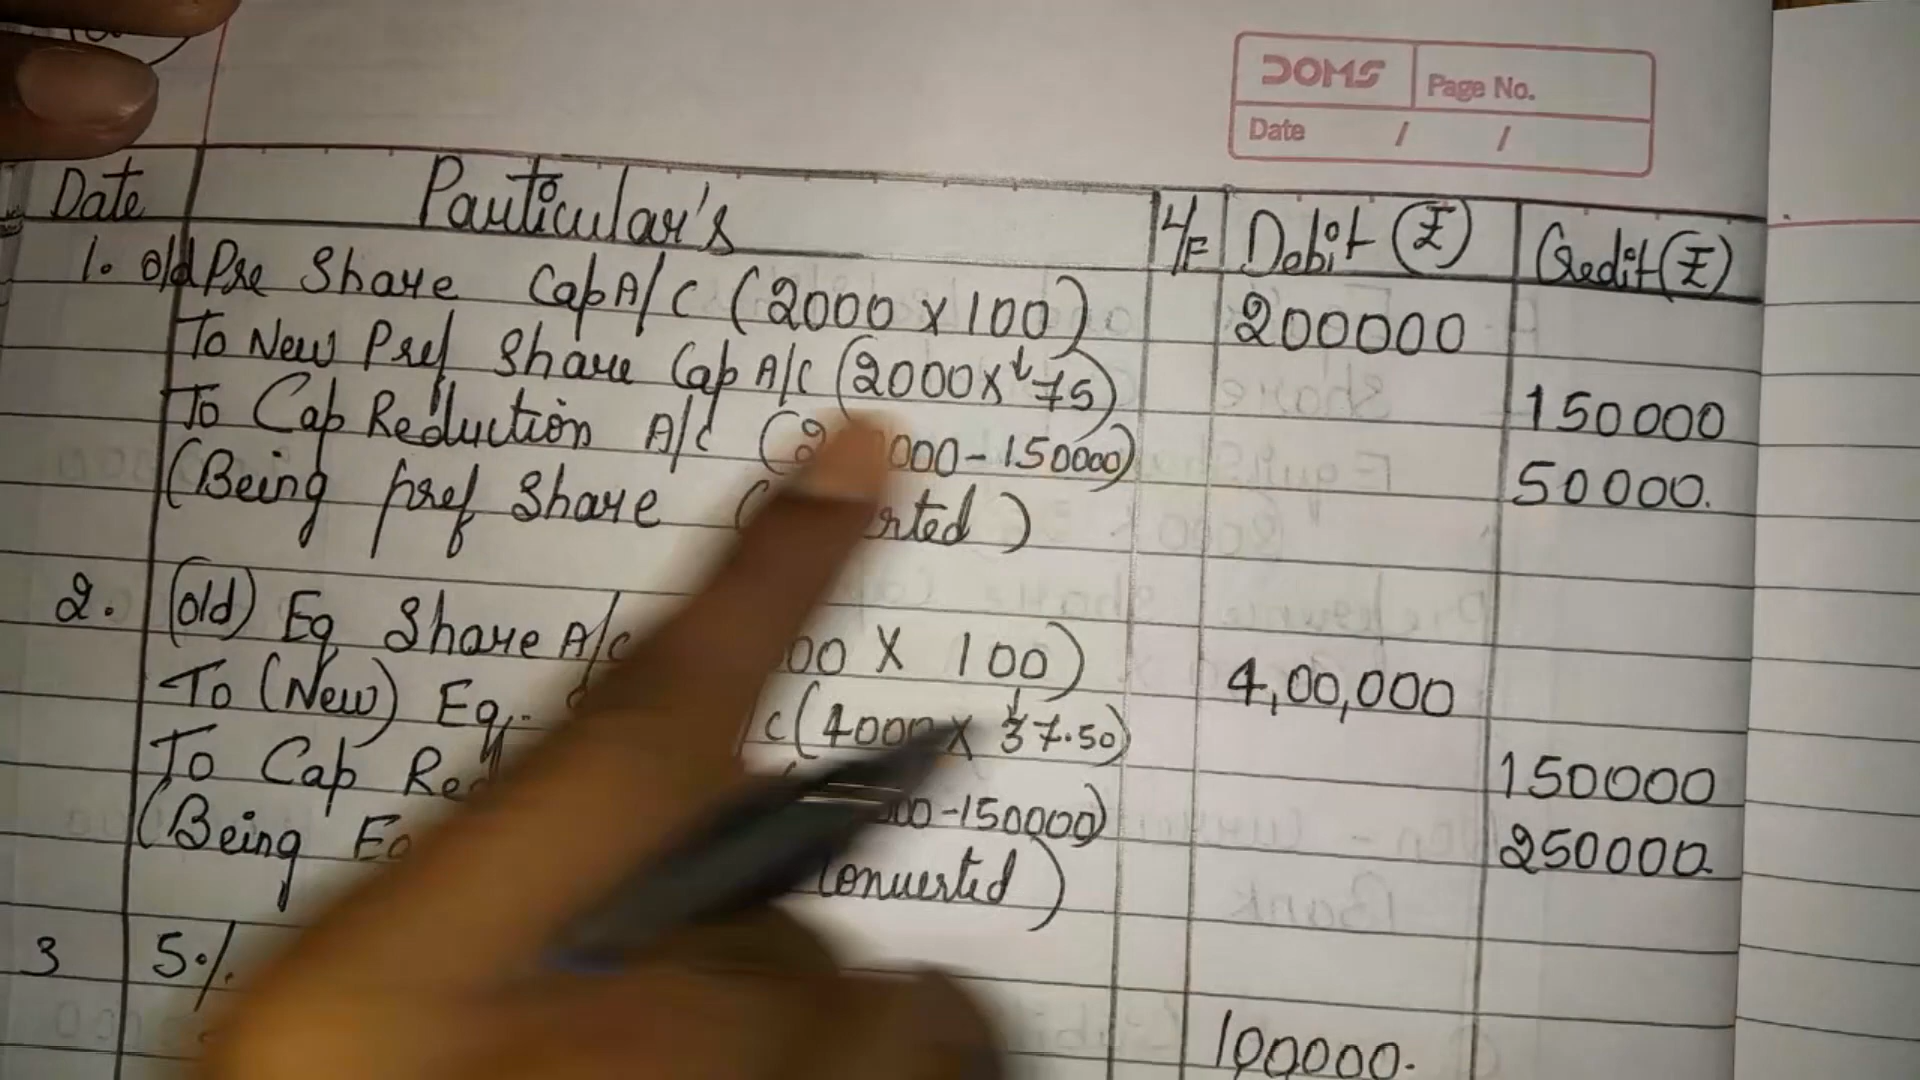 DOMS Page No.
Date / /
Date Particular's L/F Debit (₹) Credit (₹)
1. old Pre Share Cap A/C (2000 x 100) 200000
To New Pref Share Cap A/C (2000 x 75) 150000
To Cap Reduction A/C 000-150000) 50000.
(Being pref Share
2. (old) Eq Share A/C 00 X 100) 4,00,000
To (New) Eq. C (4000 X 37.50) 150000
To Cap 00-150000) 250000
(Being Converted)
3 5%
100000.